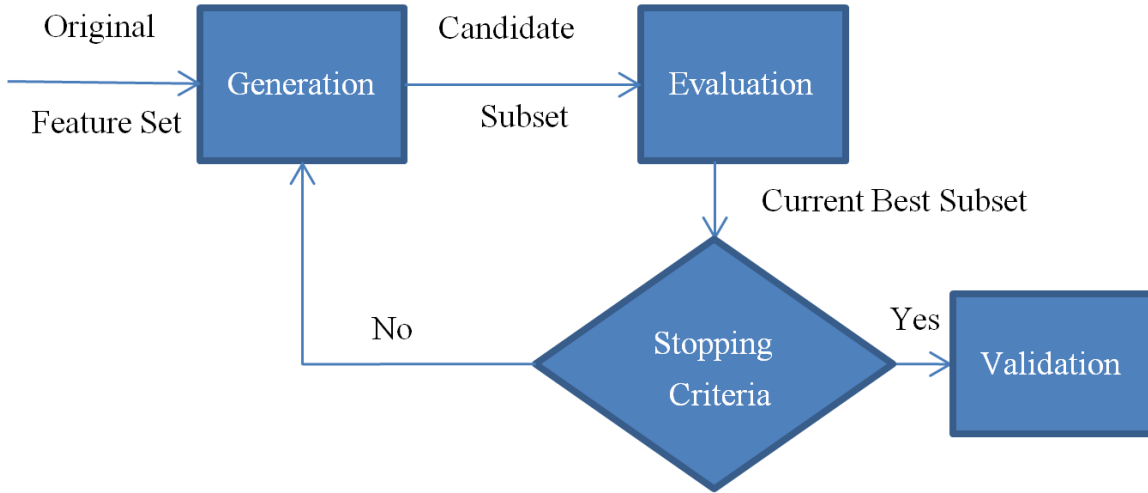 Original
Feature Set
Generation
Candidate
Subset
Evaluation
Current Best Subset
No
Stopping
Criteria
Yes
Validation